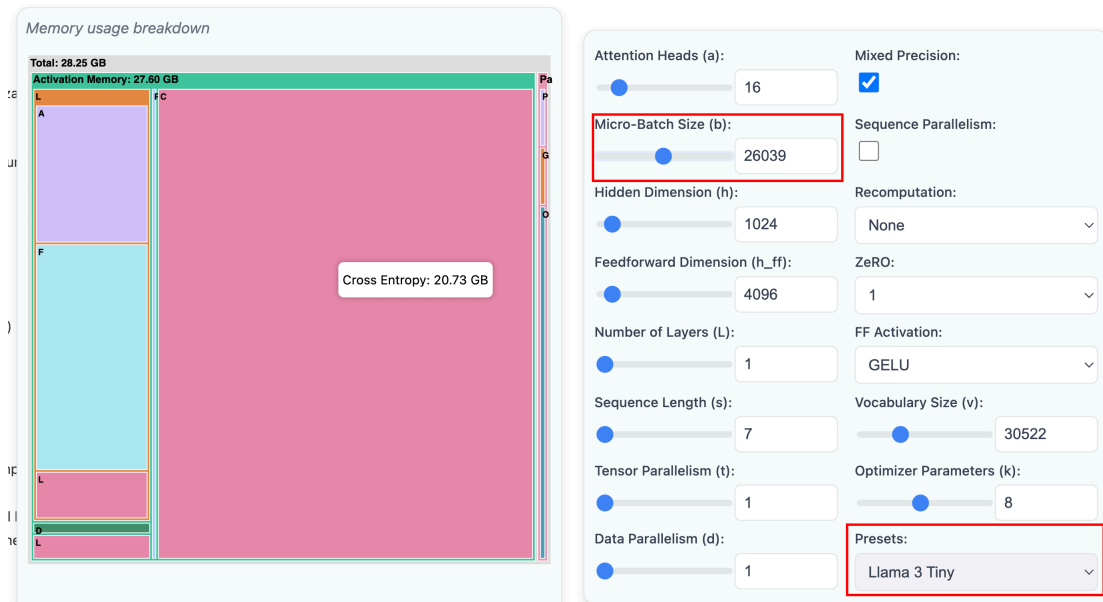 Memory usage breakdown
Total: 28.25 GB
Activation Memory: 27.60 GB
Pa
L
F
C
P
A
G
O
F
Cross Entropy: 20.73 GB
L
D
L
Attention Heads (a):
16
Mixed Precision:
Micro-Batch Size (b):
26039
Sequence Parallelism:
Hidden Dimension (h):
1024
Recomputation:
None
Feedforward Dimension (h_ff):
4096
ZeRO:
1
Number of Layers (L):
1
FF Activation:
GELU
Sequence Length (s):
7
Vocabulary Size (v):
30522
Tensor Parallelism (t):
1
Optimizer Parameters (k):
8
Data Parallelism (d):
1
Presets:
Llama 3 Tiny